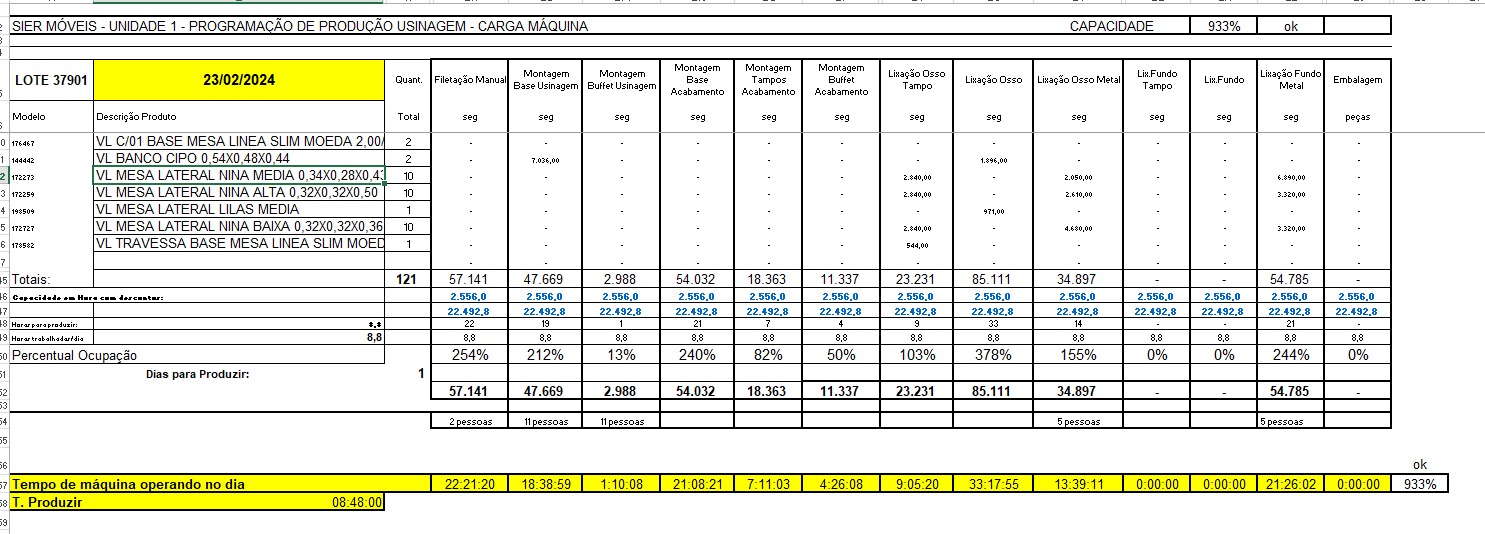 SIER MÓVEIS - UNIDADE 1 - PROGRAMAÇÃO DE PRODUÇÃO USINAGEM - CARGA MÁQUINA CAPACIDADE 933% ok
LOTE 37901 23/02/2024 Quant. Filetação Manual Montagem Base Usinagem Montagem Buffet Usinagem Montagem Base Acabamento Montagem Tampos Acabamento Montagem Buffet Acabamento Lixação Osso Tampo Lixação Osso Lixação Osso Metal Lix.Fundo Tampo Lix.Fundo Lixação Fundo Metal Embalagem
Modelo Descrição Produto Total seg seg seg seg seg seg seg seg seg seg seg seg peças
176467 VL C/01 BASE MESA LINEA SLIM MOEDA 2,00/ 2 - - - - - - - - - - - - -
144442 VL BANCO CIPO 0,54X0,48X0,44 2 - 7.036,00 - - - - - 1.896,00 - - - - -
172273 VL MESA LATERAL NINA MEDIA 0,34X0,28X0,43 10 - - - - - - 2.840,00 - 2.050,00 - - 6.890,00 -
172259 VL MESA LATERAL NINA ALTA 0,32X0,32X0,50 10 - - - - - - 2.840,00 - 2.610,00 - - 3.320,00 -
198509 VL MESA LATERAL LILAS MEDIA 1 - - - - - - - 971,00 - - - - -
172727 VL MESA LATERAL NINA BAIXA 0,32X0,32X0,36 10 - - - - - - 2.840,00 - 4.680,00 - - 3.320,00 -
178582 VL TRAVESSA BASE MESA LINEA SLIM MOED 1 - - - - - - 544,00 - - - - - -
- - - - - - - - - - - - -
Totais: 121 57.141 47.669 2.988 54.032 18.363 11.337 23.231 85.111 34.897 - - 54.785 -
Capacidade em Hora com descontos: 2.556,0 2.556,0 2.556,0 2.556,0 2.556,0 2.556,0 2.556,0 2.556,0 2.556,0 2.556,0 2.556,0 2.556,0 2.556,0
22.492,8 22.492,8 22.492,8 22.492,8 22.492,8 22.492,8 22.492,8 22.492,8 22.492,8 22.492,8 22.492,8 22.492,8 22.492,8
Horas para produzir: 8,8 22 19 1 21 7 4 9 33 14 - - 21 -
Horas trabalhadas/dia 8,8 8,8 8,8 8,8 8,8 8,8 8,8 8,8 8,8 8,8 8,8 8,8 8,8 8,8
Percentual Ocupação 254% 212% 13% 240% 82% 50% 103% 378% 155% 0% 0% 244% 0%
Dias para Produzir: 1
57.141 47.669 2.988 54.032 18.363 11.337 23.231 85.111 34.897 - - 54.785 -
2 pessoas 11 pessoas 11 pessoas 5 pessoas 5 pessoas
ok
Tempo de máquina operando no dia 22:21:20 18:38:59 1:10:08 21:08:21 7:11:03 4:26:08 9:05:20 33:17:55 13:39:11 0:00:00 0:00:00 21:26:02 0:00:00 933%
T. Produzir 08:48:00